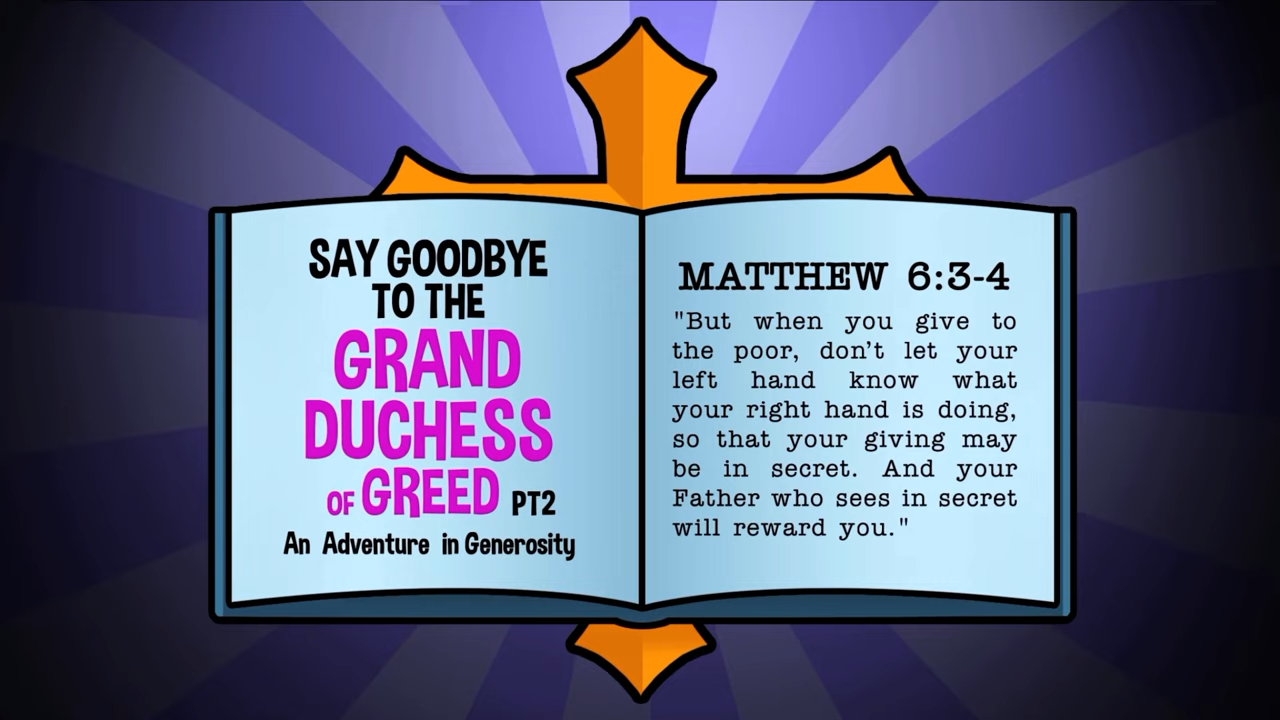 SAY GOODBYE
TO THE
GRAND
DUCHESS
OF GREED PT2
An Adventure in Generosity
MATTHEW 6:3-4
"But when you give to
the poor, don't let your
left hand know what
your right hand is doing,
so that your giving may
be in secret. And your
Father who sees in secret
will reward you."